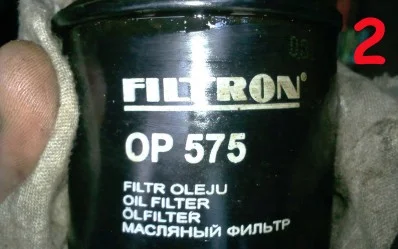 2
FILTRON®
OP 575
FILTR OLEJU
OIL FILTER
ÖLFILTER
МАСЛЯНЫЙ ФИЛЬТР